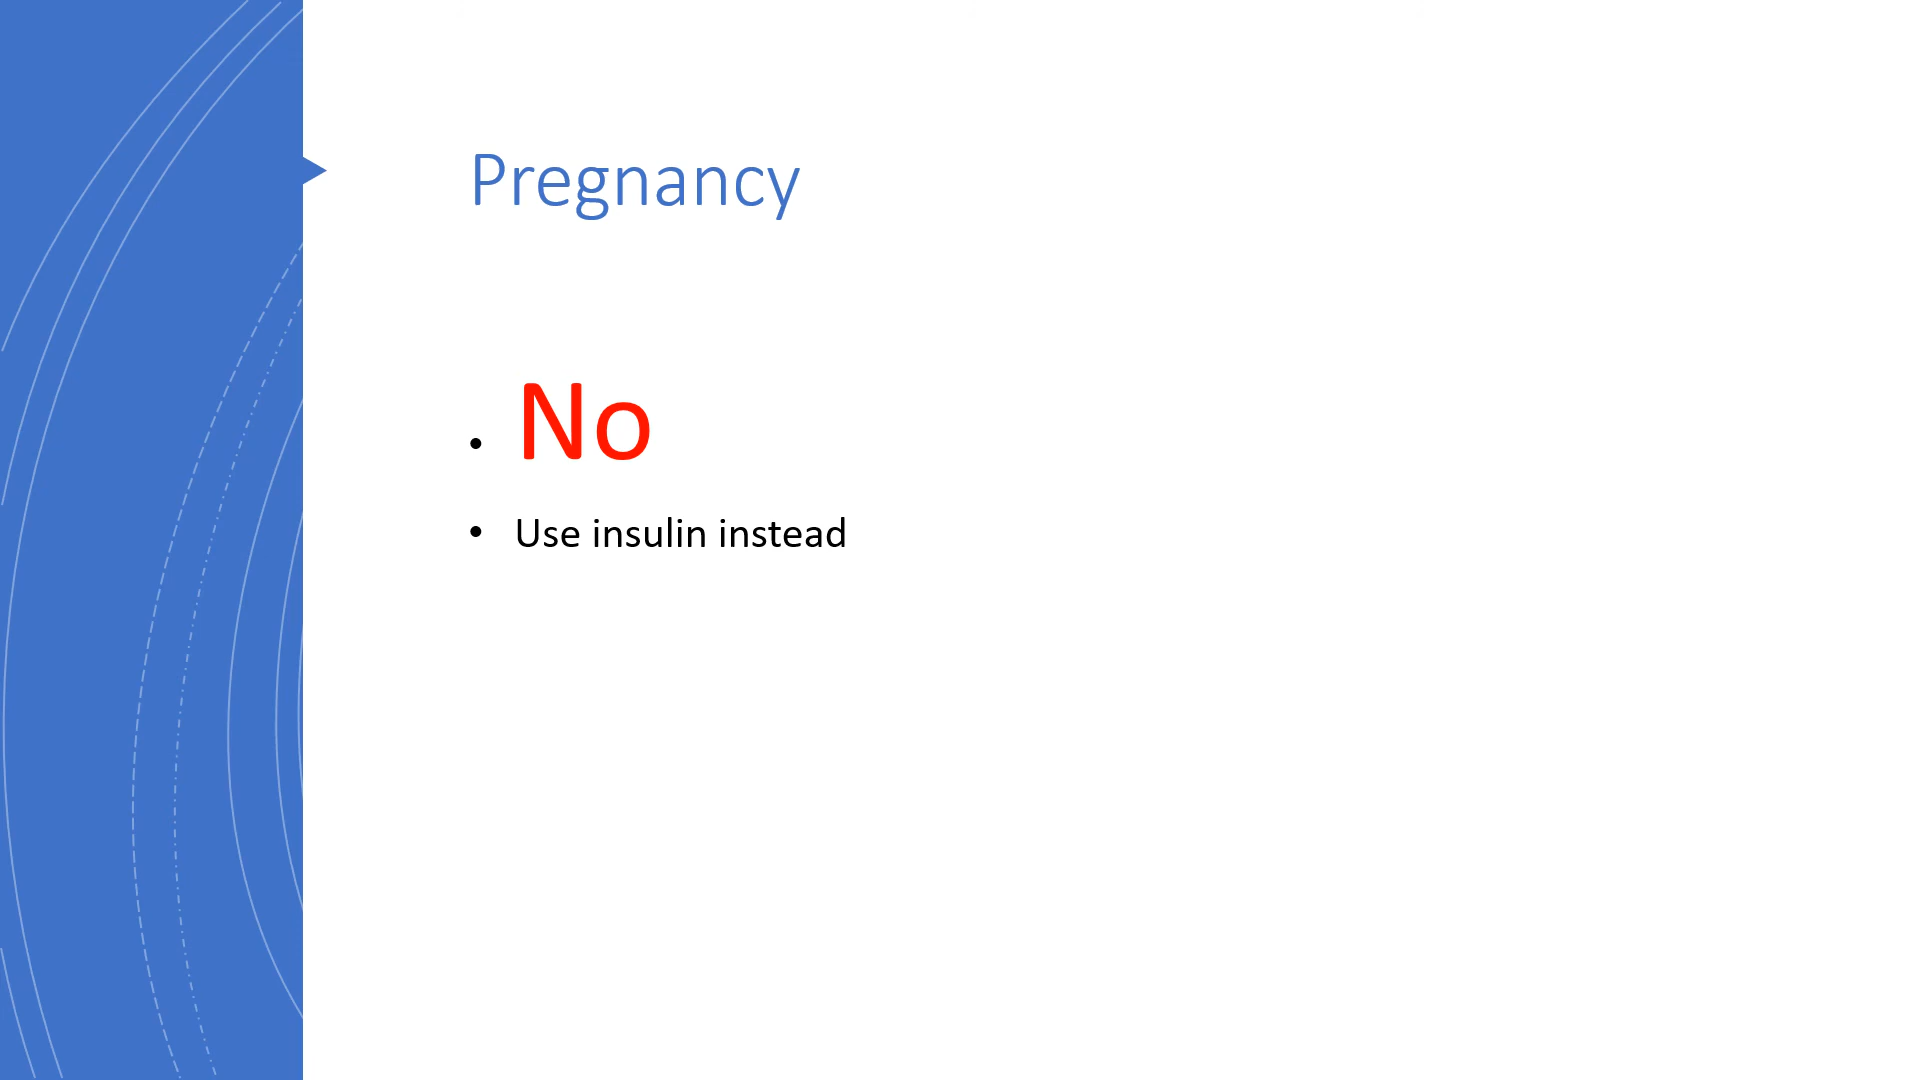 Pregnancy
• No
• Use insulin instead